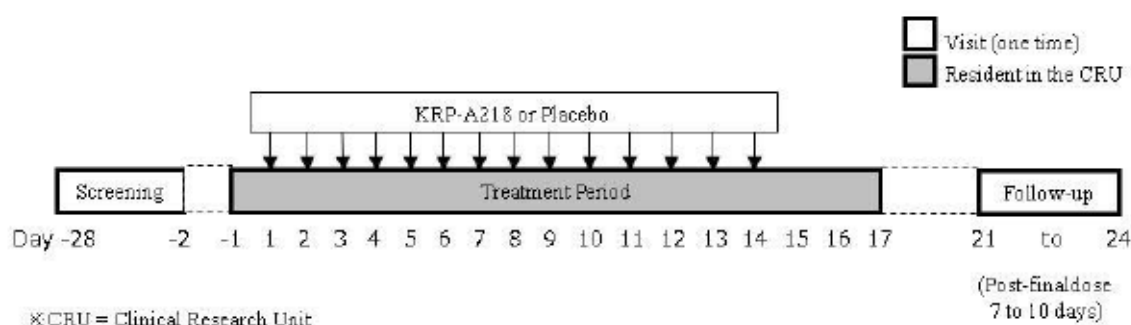 Visit (one time)
Resident in the CRU
KRP-A218 or Placebo
Screening
Treatment Period
Follow-up
Day -28 -2 -1 1 2 3 4 5 6 7 8 9 10 11 12 13 14 15 16 17 21 to 24
(Post-finaldose
7 to 10 days)
※CRU = Clinical Research Unit